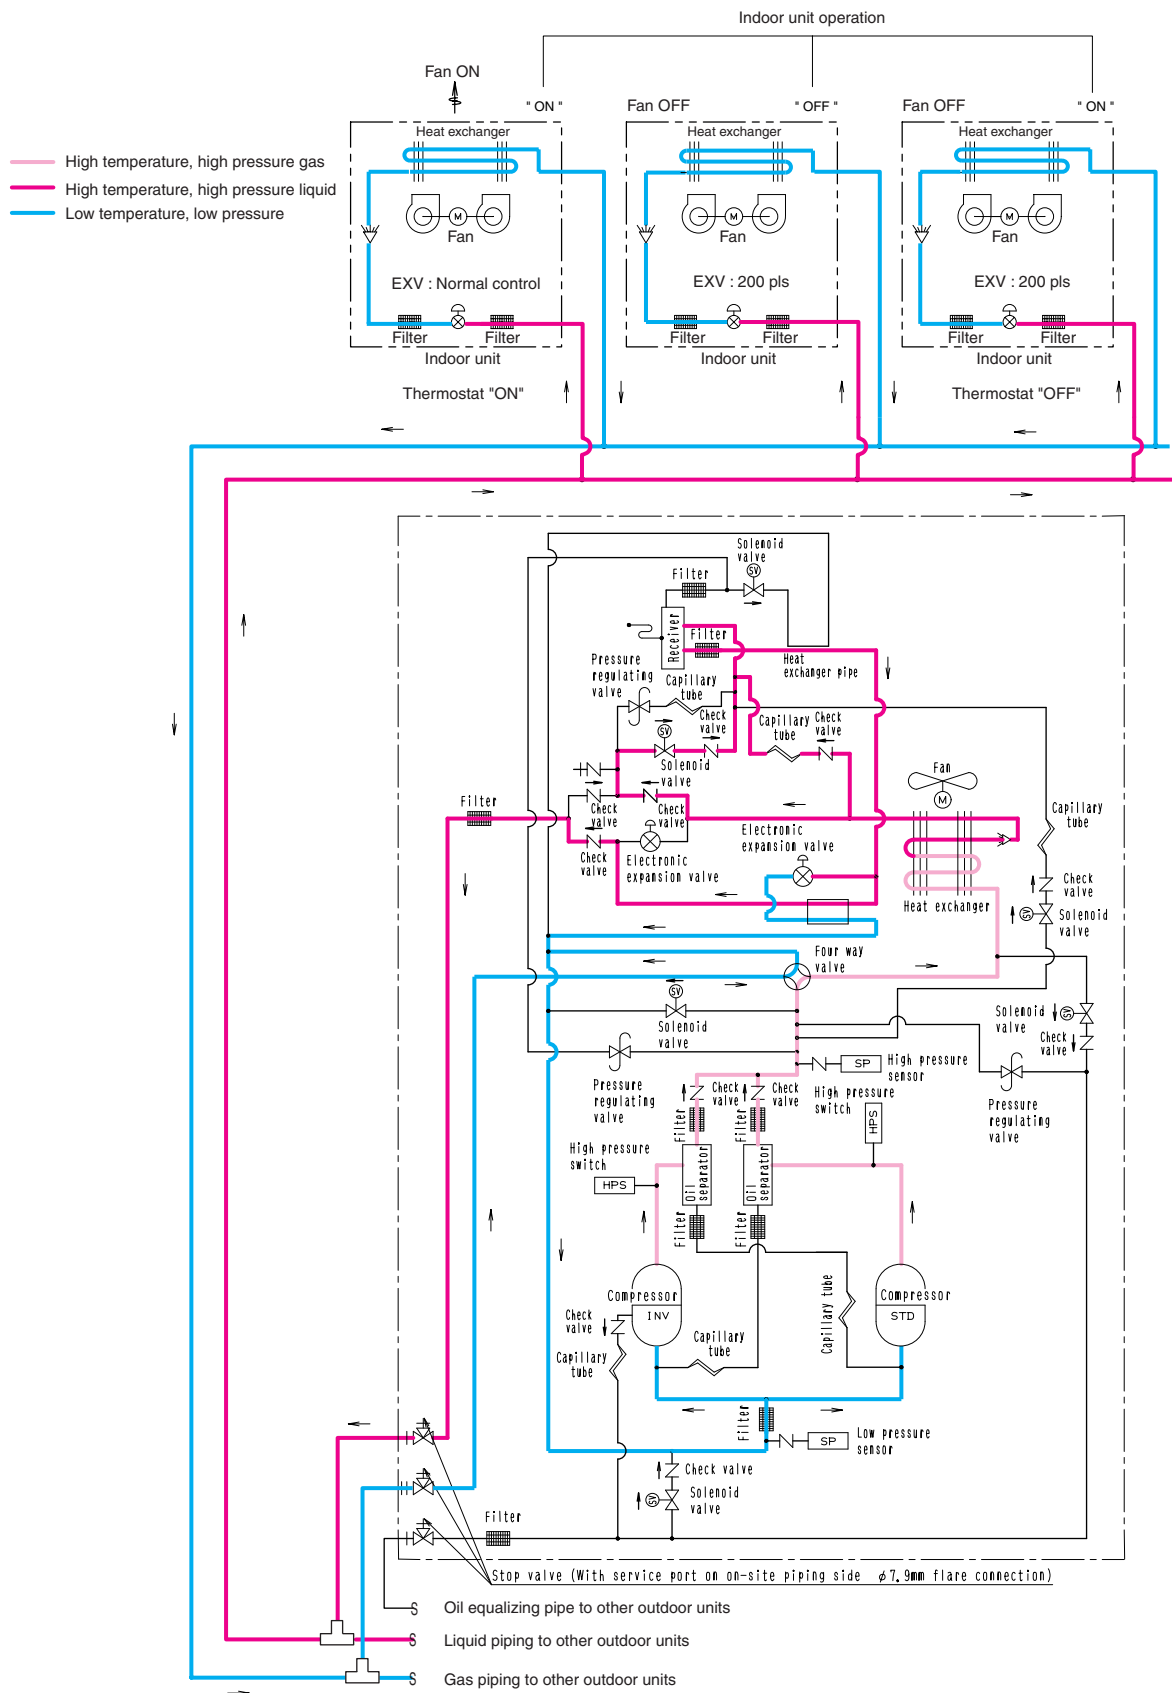 Indoor unit operation
Fan ON
" ON "
Fan OFF
" OFF "
Fan OFF
" ON "
Heat exchanger
Heat exchanger
Heat exchanger
High temperature, high pressure gas
High temperature, high pressure liquid
Low temperature, low pressure
M
Fan
M
Fan
M
Fan
EXV : Normal control
EXV : 200 pls
EXV : 200 pls
Filter
Filter
Filter
Filter
Filter
Filter
Indoor unit
Indoor unit
Indoor unit
Thermostat "ON"
Thermostat "OFF"
Solenoid
valve
SV
Filter
Receiver
Filter
Heat
exchanger pipe
Pressure
regulating
valve
Capillary
tube
Check
valve
SV
Solenoid
valve
Capillary
tube
Check
valve
Fan
M
Filter
Check
valve
Check
valve
Check
valve
Electronic
expansion valve
Electronic
expansion valve
Capillary
tube
Check
valve
SV
Solenoid
valve
Heat exchanger
Four way
valve
SV
Solenoid
valve
Solenoid
valve
SV
Check
valve
SP
High pressure
sensor
Pressure
regulating
valve
Check
valve
Check
valve
High pressure
switch
HPS
Pressure
regulating
valve
Filter
Filter
High pressure
switch
HPS
Oil
separator
Oil
separator
Filter
Filter
Compressor
INV
Compressor
STD
Check
valve
Capillary
tube
Capillary
tube
Capillary tube
Filter
SP
Low pressure
sensor
Check valve
SV
Solenoid
valve
Filter
Stop valve (With service port on on-site piping side φ7.9mm flare connection)
Oil equalizing pipe to other outdoor units
Liquid piping to other outdoor units
Gas piping to other outdoor units